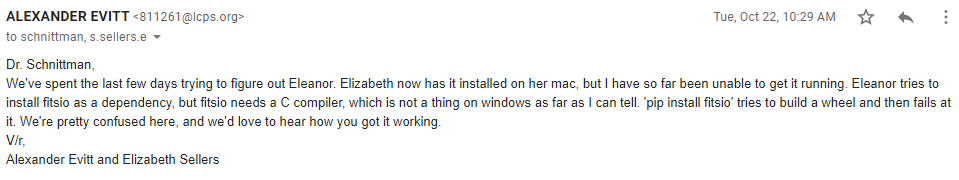 ALEXANDER EVITT <811261@lcps.org> Tue, Oct 22, 10:29 AM
to schnittman, s.sellers.e
Dr. Schnittman,
We've spent the last few days trying to figure out Eleanor. Elizabeth now has it installed on her mac, but I have so far been unable to get it running. Eleanor tries to
install fitsio as a dependency, but fitsio needs a C compiler, which is not a thing on windows as far as I can tell. 'pip install fitsio' tries to build a wheel and then fails at
it. We're pretty confused here, and we'd love to hear how you got it working.
V/r,
Alexander Evitt and Elizabeth Sellers